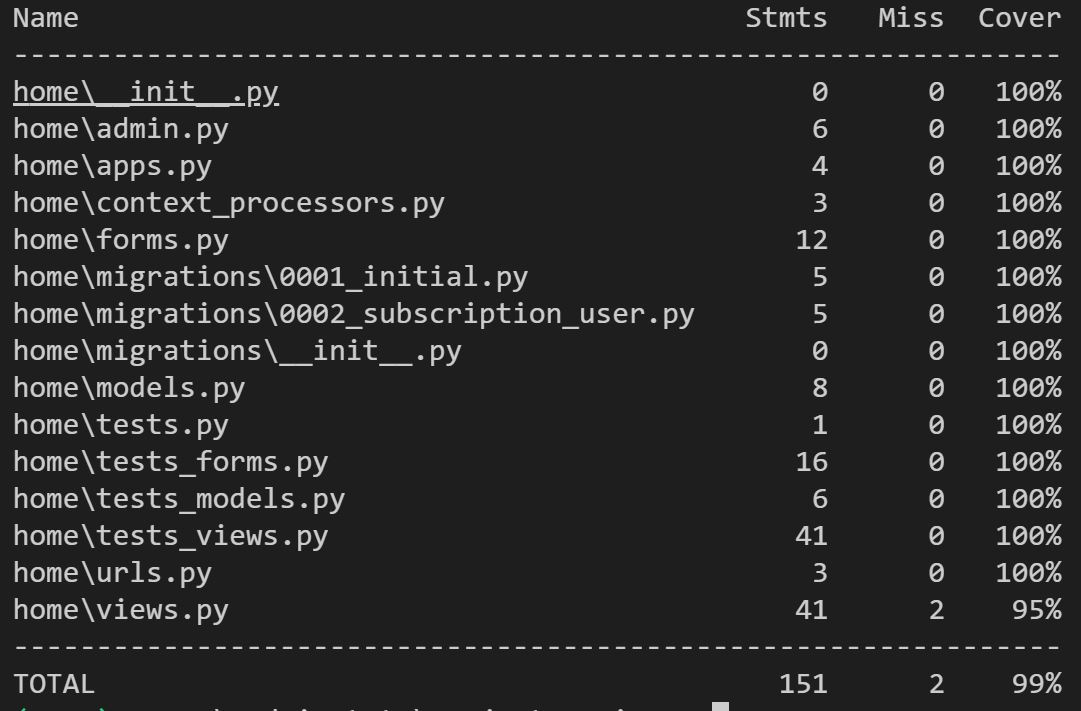 Name Stmts Miss Cover
---------------------------------------------------------------
home\__init__.py 0 0 100%
home\admin.py 6 0 100%
home\apps.py 4 0 100%
home\context_processors.py 3 0 100%
home\forms.py 12 0 100%
home\migrations\0001_initial.py 5 0 100%
home\migrations\0002_subscription_user.py 5 0 100%
home\migrations\__init__.py 0 0 100%
home\models.py 8 0 100%
home\tests.py 1 0 100%
home\tests_forms.py 16 0 100%
home\tests_models.py 6 0 100%
home\tests_views.py 41 0 100%
home\urls.py 3 0 100%
home\views.py 41 2 95%
---------------------------------------------------------------
TOTAL 151 2 99%